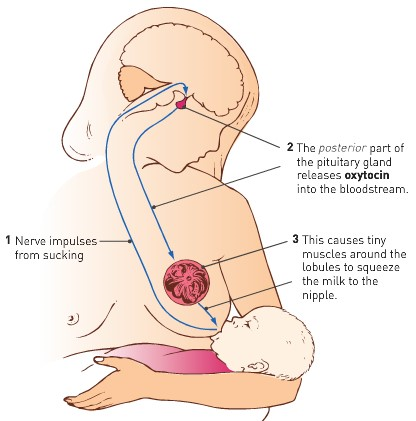 2 The posterior part of
the pituitary gland
releases oxytocin
into the bloodstream.
1 Nerve impulses
from sucking
3 This causes tiny
muscles around the
lobules to squeeze
the milk to the
nipple.